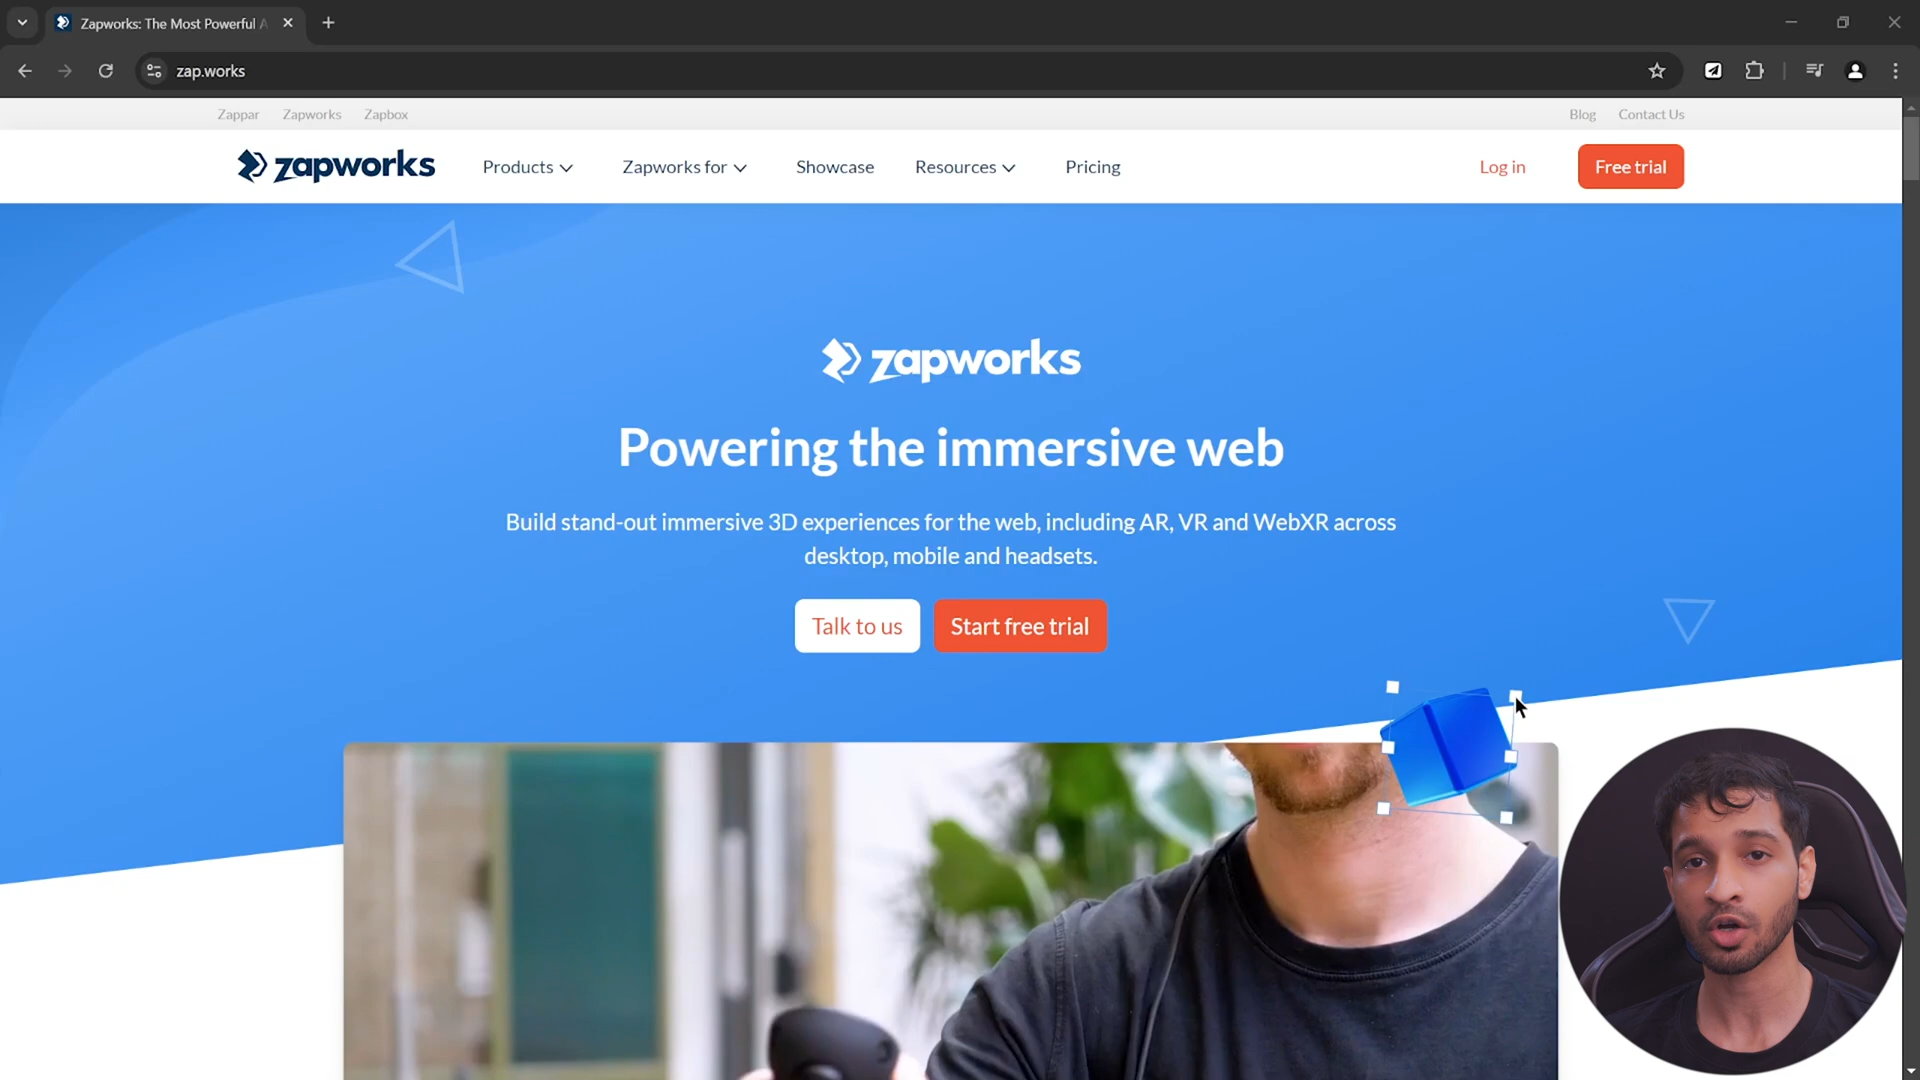 Zapworks: The Most Powerful A
zap.works
Zappar Zapworks Zapbox Blog Contact Us
zapworks Products Zapworks for Showcase Resources Pricing Log in Free trial
zapworks
Powering the immersive web
Build stand-out immersive 3D experiences for the web, including AR, VR and WebXR across
desktop, mobile and headsets.
Talk to us Start free trial